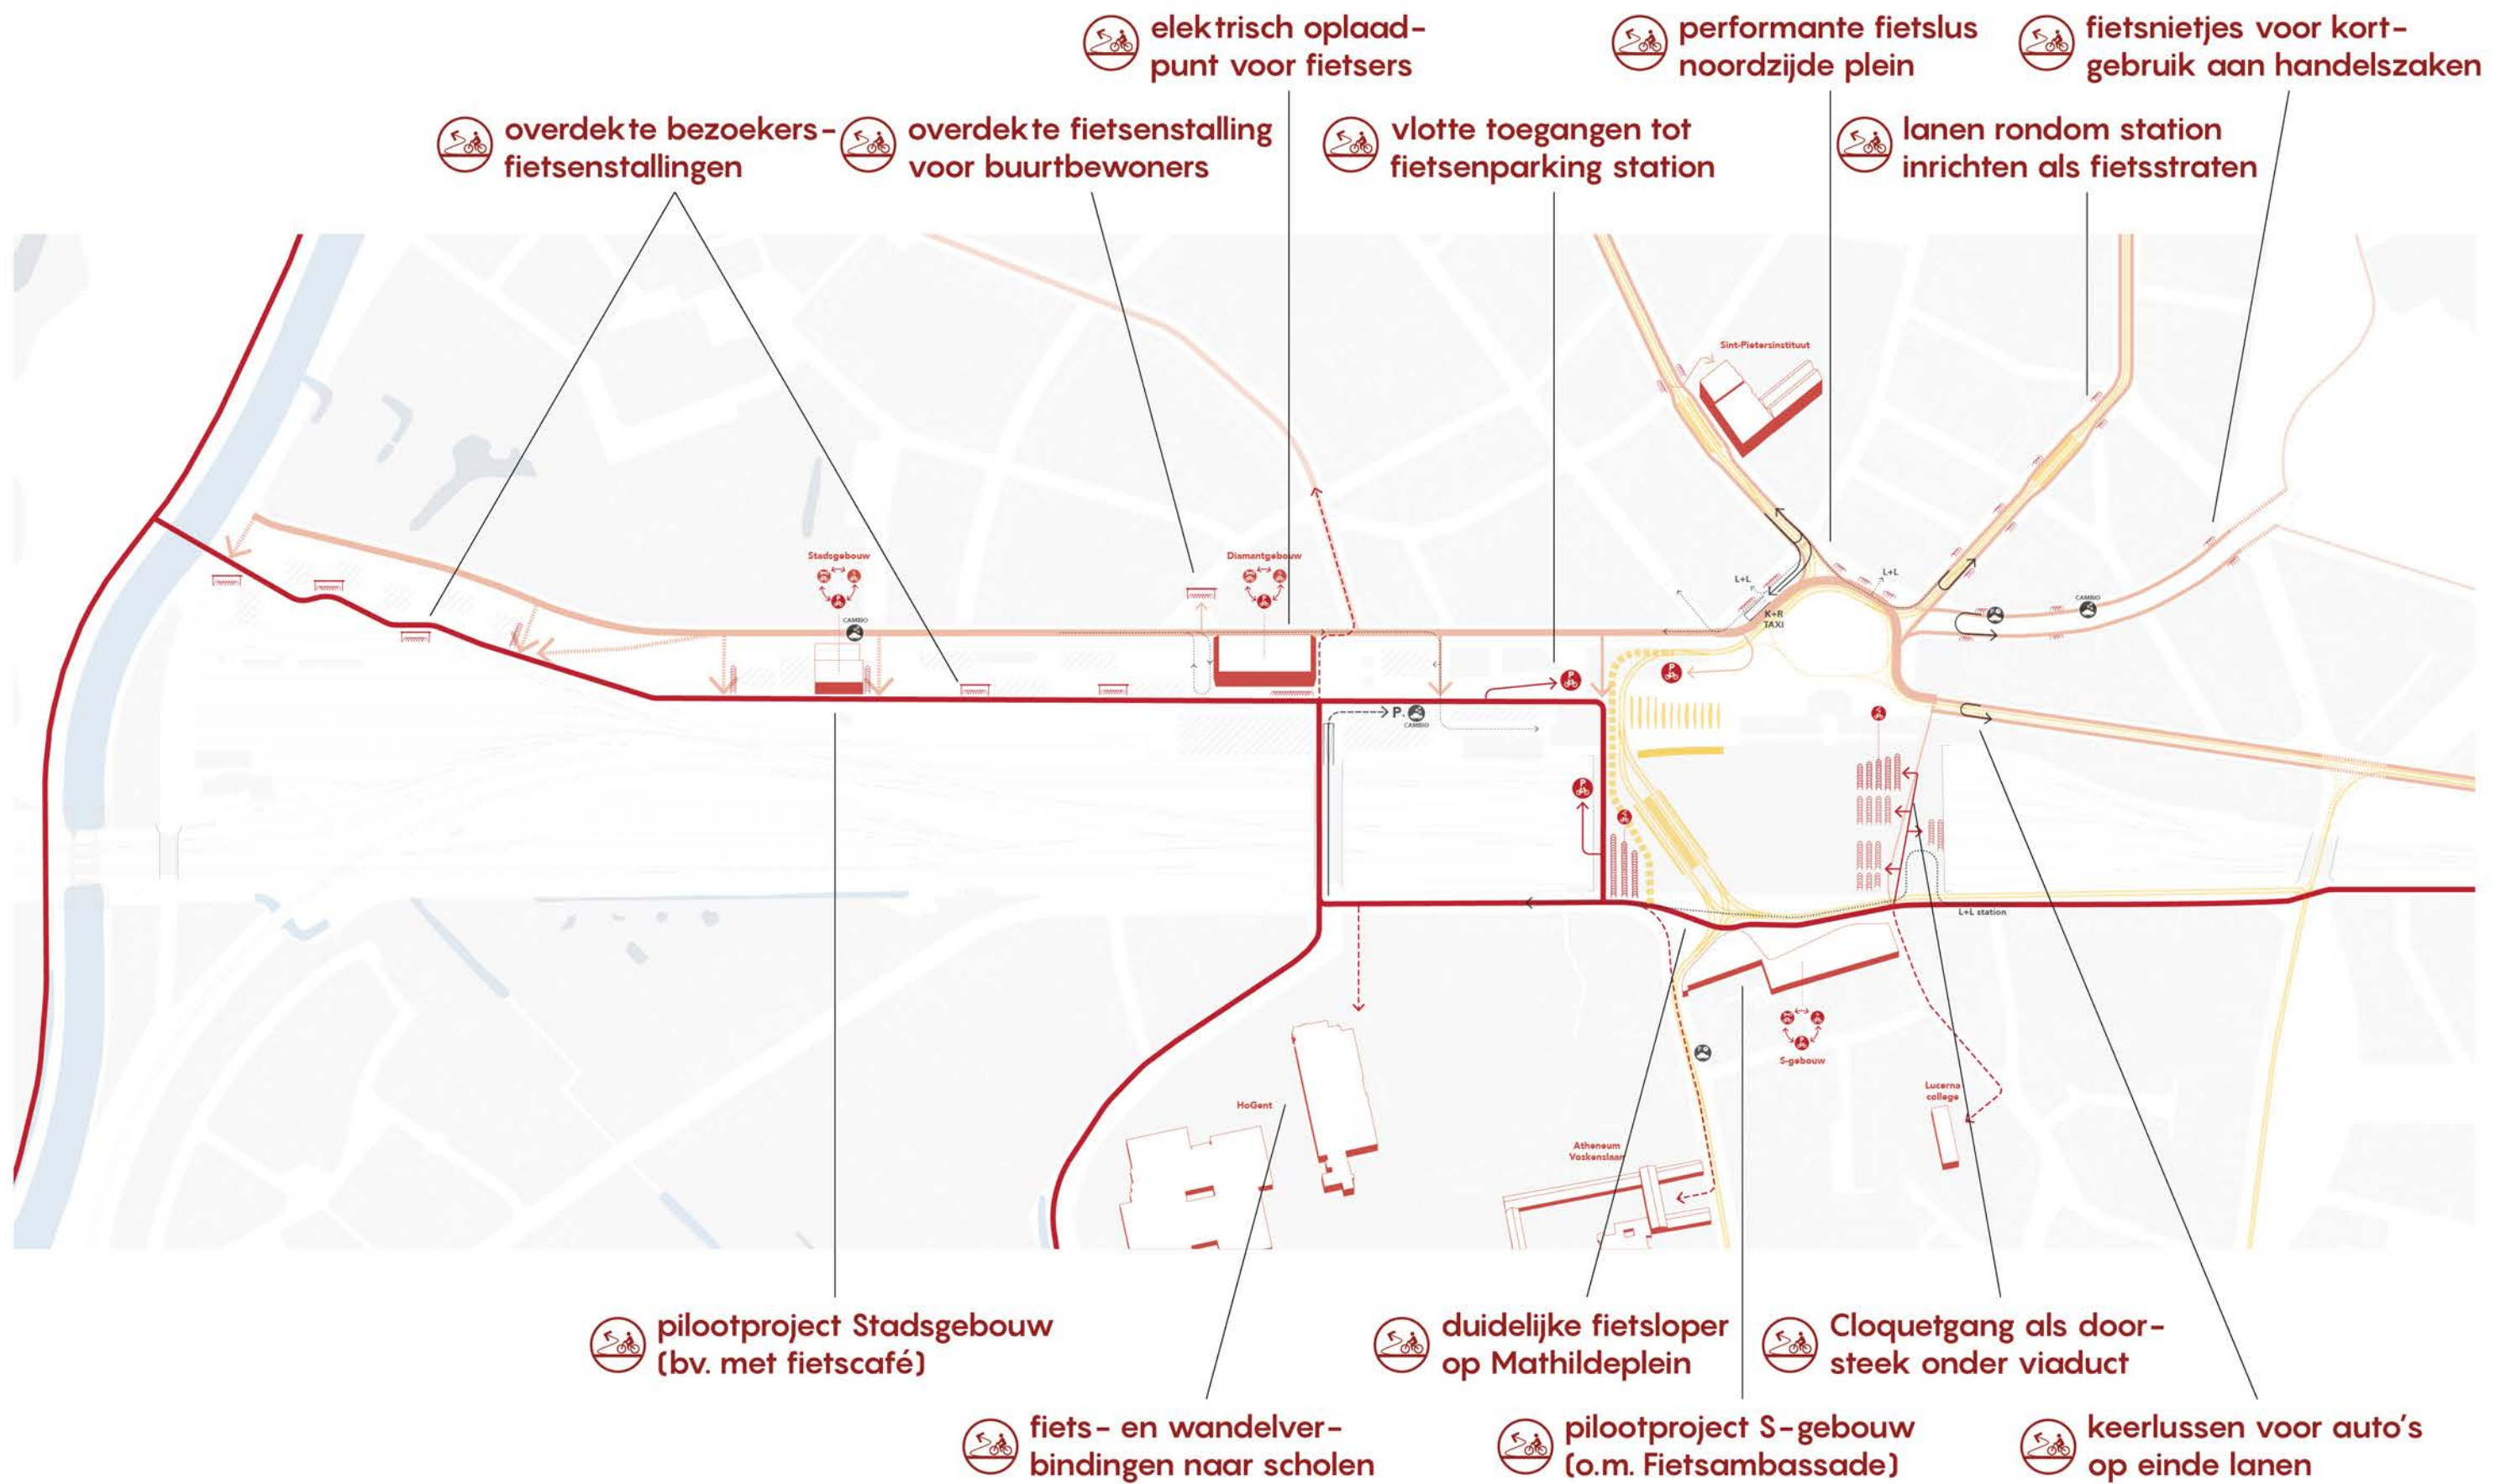 elektrisch oplaad-
punt voor fietsers
performante fietslus
noordzijde plein
fietsnietjes voor kort-
gebruik aan handelszaken
overdekte bezoekers-
fietsenstallingen
overdekte fietsenstalling
voor buurtbewoners
vlotte toegangen tot
fietsenparking station
lanen rondom station
inrichten als fietsstraten
Sint-Pietersinstituut
Stadsgebouw
Diamantgebouw
L+L
L+L
K+R
TAXI
CAMBIO
CAMBIO
P
P
P.
CAMBIO
P
L+L station
S-gebouw
HoGent
Lucerna
college
Atheneum
Voskenslaan
pilootproject Stadsgebouw
(bv. met fietscafé)
duidelijke fietsloper
op Mathildeplein
Cloquetgang als door-
steek onder viaduct
fiets- en wandelver-
bindingen naar scholen
pilootproject S-gebouw
(o.m. Fietsambassade)
keerlussen voor auto's
op einde lanen